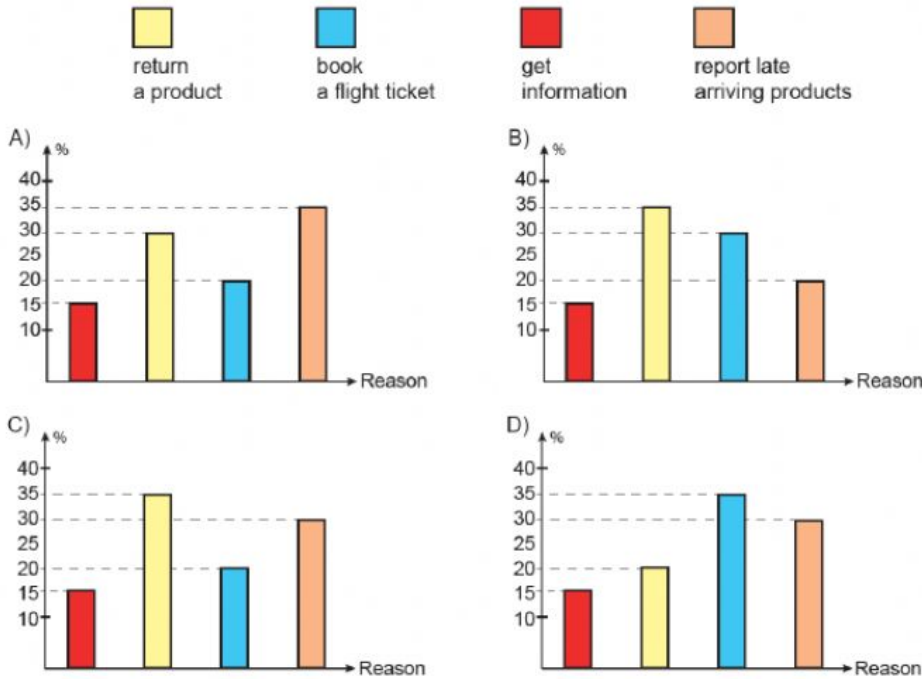 return
a product
book
a flight ticket
get
information
report late
arriving products
A)
%
40
35
30
25
20
15
10
Reason
B)
%
40
35
30
25
20
15
10
Reason
C)
%
40
35
30
25
20
15
10
Reason
D)
%
40
35
30
25
20
15
10
Reason